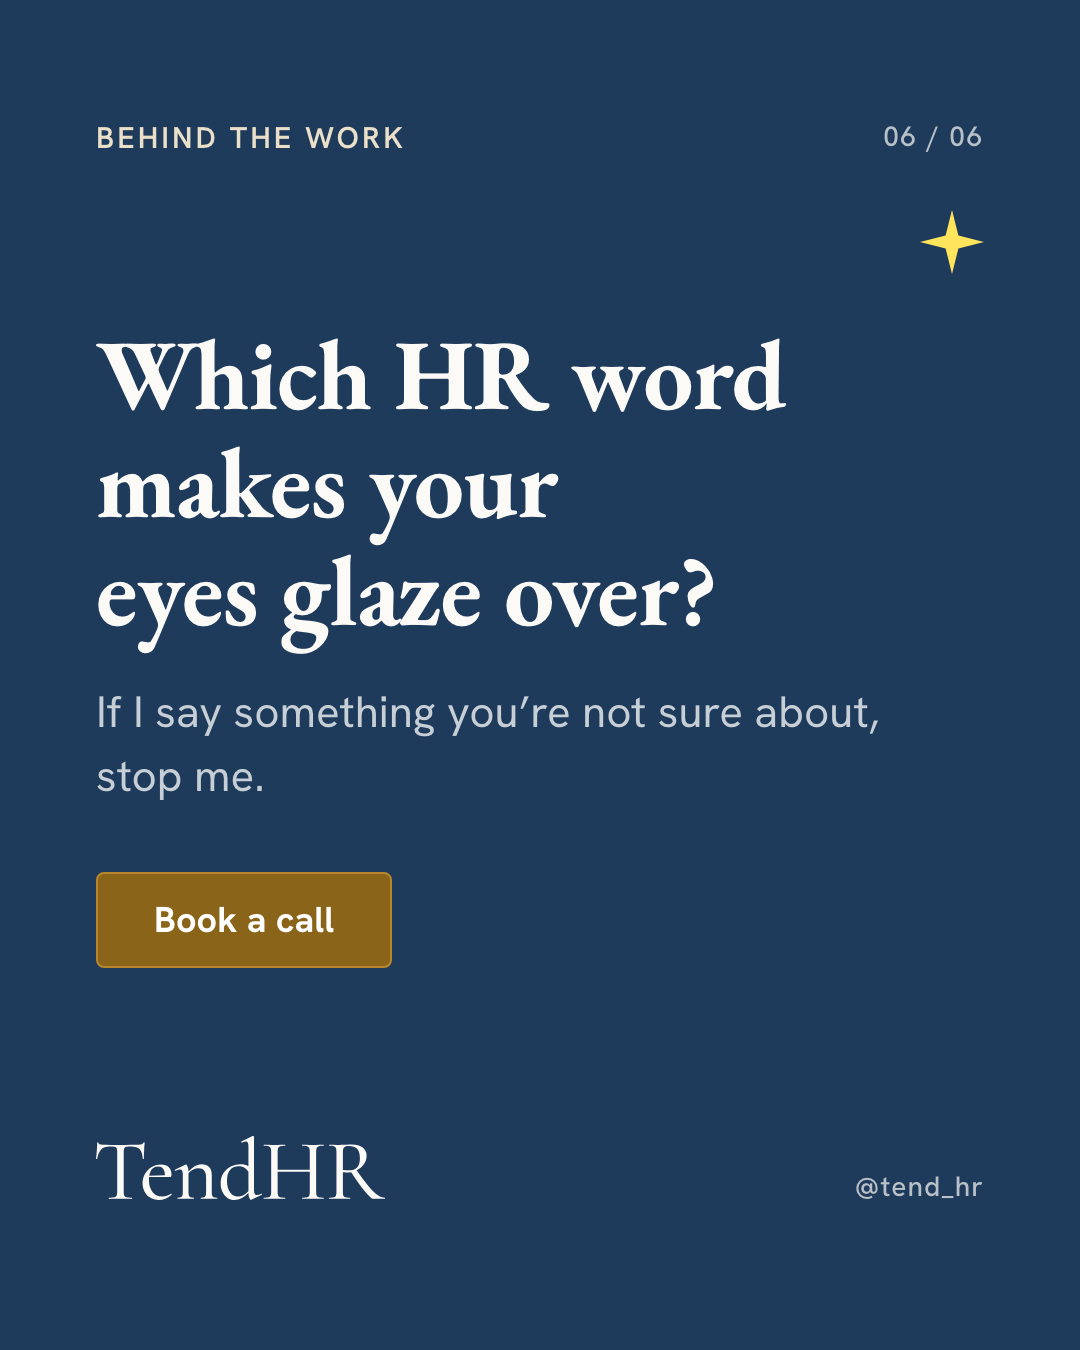 BEHIND THE WORK
06 / 06
Which HR word
makes your
eyes glaze over?
If I say something you’re not sure about,
stop me.
Book a call
TendHR
@tend_hr